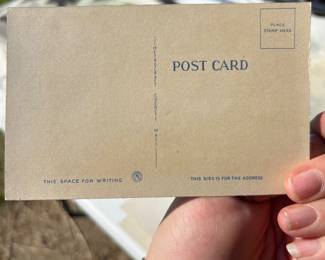 PLACE
STAMP HERE
POST CARD
THIS SPACE FOR WRITING
THIS SIDE IS FOR THE ADDRESS